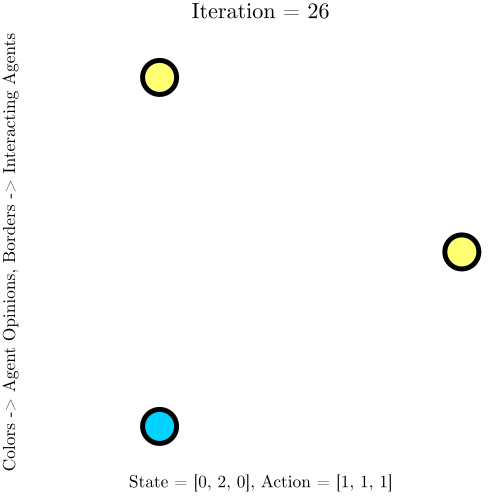 Iteration = 26
Colors -> Agent Opinions, Borders -> Interacting Agents
State = [0, 2, 0], Action = [1, 1, 1]